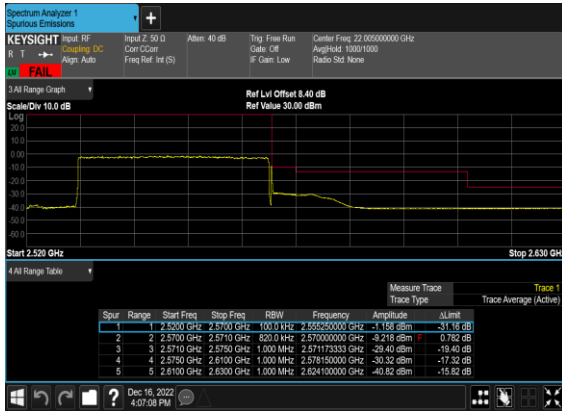 Spectrum Analyzer 1
Spurious Emissions
+
KEYSIGHT Input: RF Input Z: 50 Ω Atten: 40 dB Trig: Free Run Center Freq: 22.005000000 GHz
R T Coupling: DC Corr CCorr Gate: Off Avg|Hold: 1000/1000
Align: Auto Freq Ref: Int (S) IF Gain: Low Radio Std: None
LXI FAIL
3 All Range Graph
Ref Lvl Offset 8.40 dB
Scale/Div 10.0 dB Ref Value 30.00 dBm
Log
20.0
10.0
0.00
-10.0
-20.0
-30.0
-40.0
-50.0
-60.0
Start 2.520 GHz Stop 2.630 GH
4 All Range Table
Measure Trace Trace 1
Trace Type Trace Average (Active)
Spur Range Start Freq Stop Freq RBW Frequency Amplitude ΔLimit
1 1 2.5200 GHz 2.5700 GHz 100.0 kHz 2.555250000 GHz -1.158 dBm -31.16 dB
2 2 2.5700 GHz 2.5710 GHz 820.0 kHz 2.570000000 GHz -9.218 dBm F 0.782 dB
3 3 2.5710 GHz 2.5750 GHz 1.000 MHz 2.571173333 GHz -29.40 dBm -19.40 dB
4 4 2.5750 GHz 2.6100 GHz 1.000 MHz 2.578150000 GHz -30.32 dBm -17.32 dB
5 5 2.6100 GHz 2.6300 GHz 1.000 MHz 2.624100000 GHz -40.82 dBm -15.82 dB
? Dec 16, 2022
4:07:08 PM